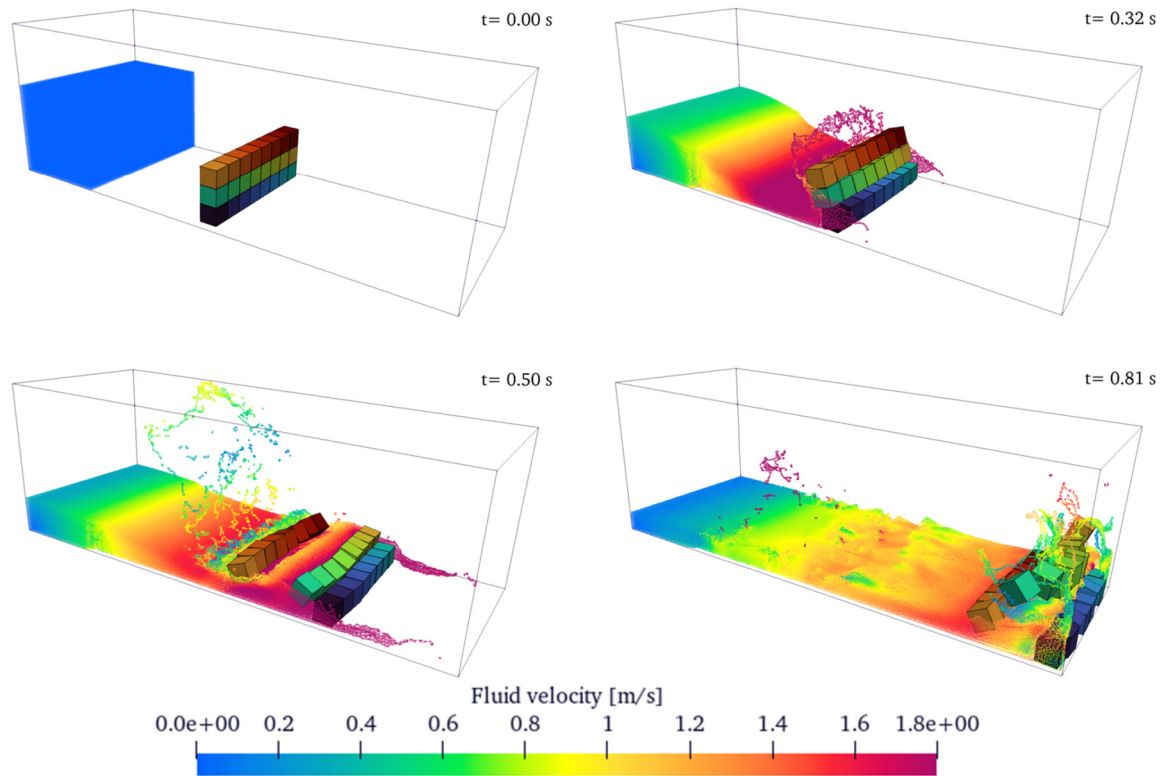 t= 0.00 s
t= 0.32 s
t= 0.50 s
t= 0.81 s
Fluid velocity [m/s]
0.0e+00 0.2 0.4 0.6 0.8 1 1.2 1.4 1.6 1.8e+00